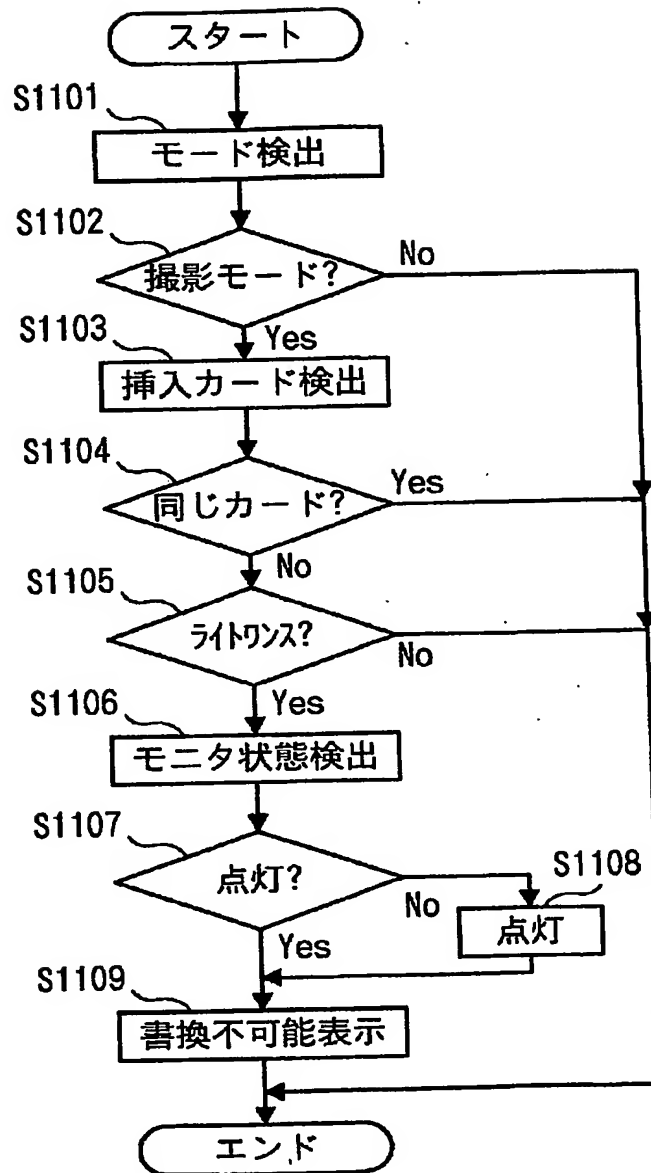 スタート
S1101
モード検出
S1102
撮影モード?
No
Yes
S1103
挿入カード検出
S1104
同じカード?
Yes
No
S1105
ライトワンス?
No
Yes
S1106
モニタ状態検出
S1107
点灯?
No
S1108
点灯
Yes
S1109
書換不可能表示
エンド